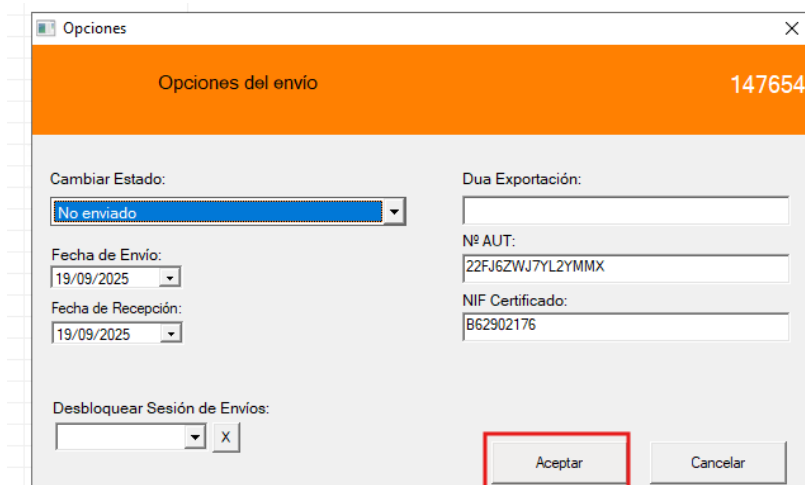 Opciones
Opciones del envío
147654
Cambiar Estado:
No enviado
Fecha de Envío:
19/09/2025
Fecha de Recepción:
19/09/2025
Desbloquear Sesión de Envíos:
X
Dua Exportación:
Nº AUT:
22FJ6ZWJ7YL2YMMX
NIF Certificado:
B62902176
Aceptar
Cancelar